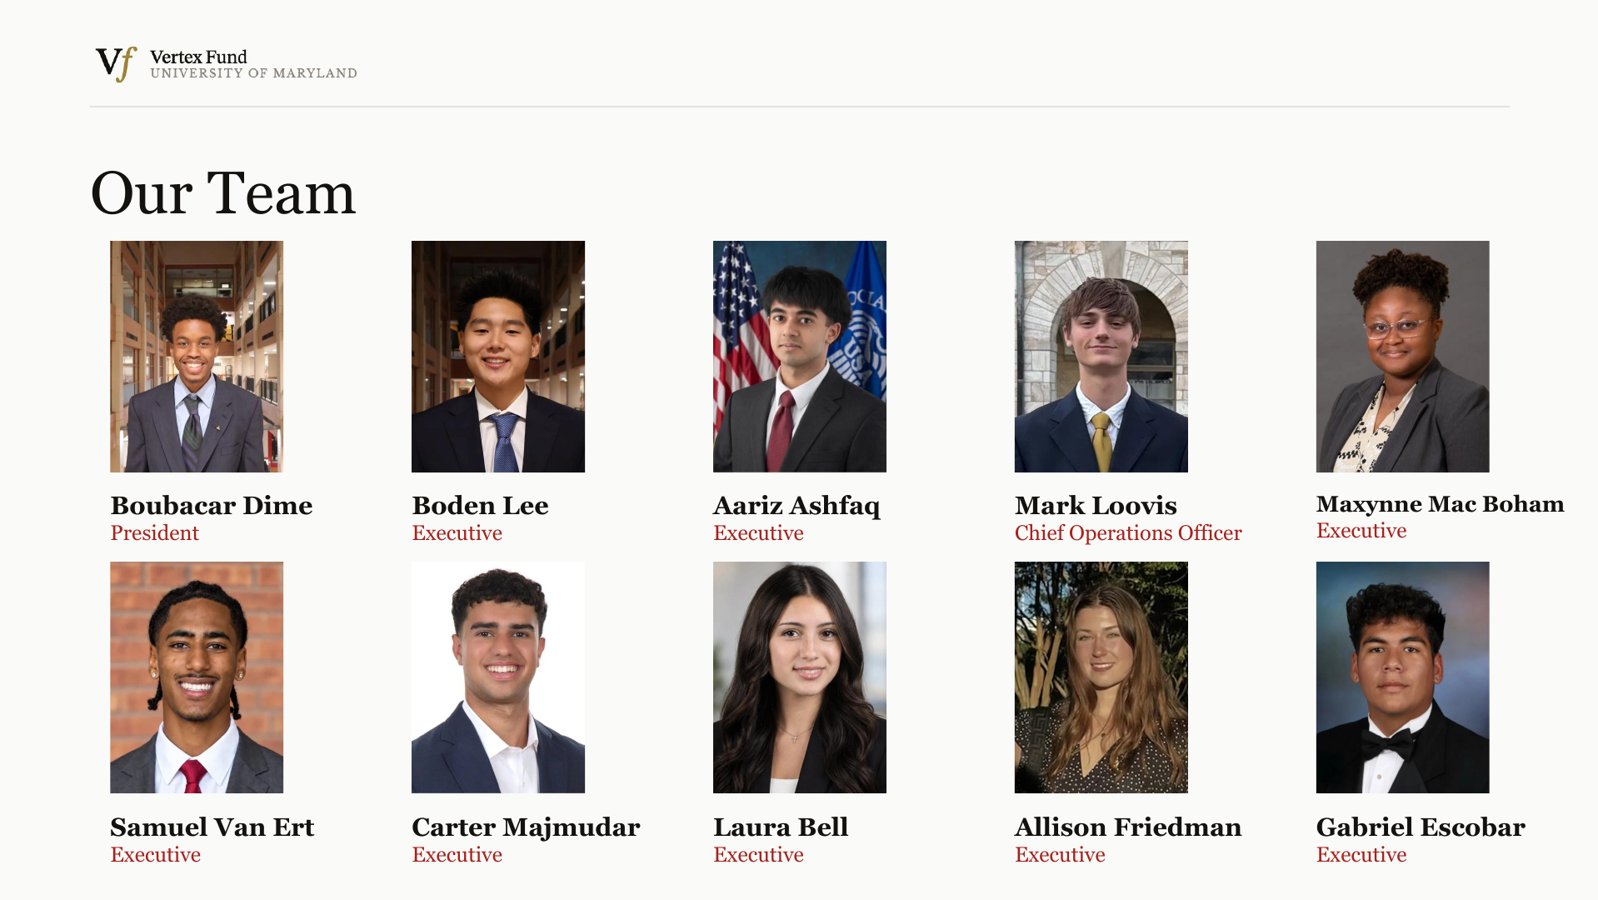 Vf
Vertex Fund
UNIVERSITY OF MARYLAND
Our Team
Boubacar Dime
President
Boden Lee
Executive
Aariz Ashfaq
Executive
Mark Loovis
Chief Operations Officer
Maxynne Mac Boham
Executive
Samuel Van Ert
Executive
Carter Majmudar
Executive
Laura Bell
Executive
Allison Friedman
Executive
Gabriel Escobar
Executive